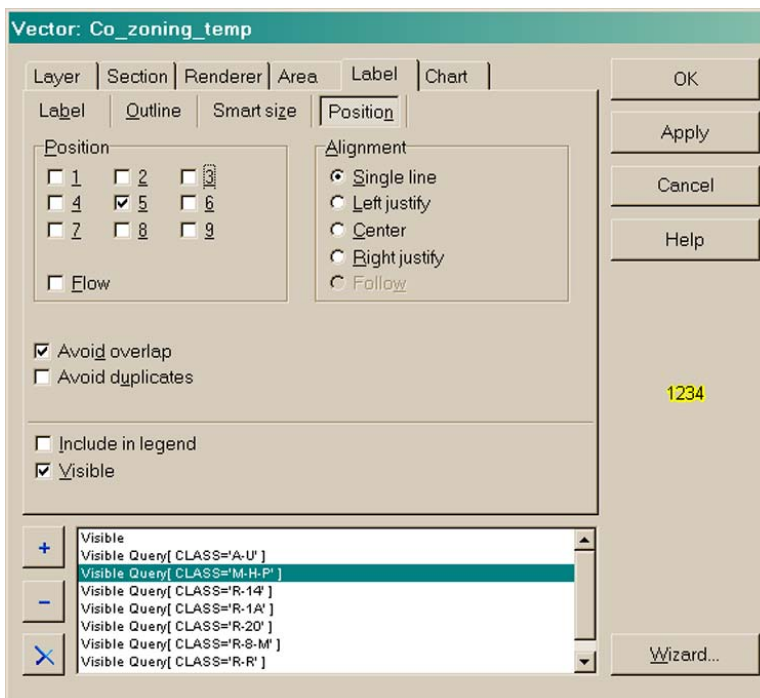 Vector: Co_zoning_temp
Layer Section Renderer Area Label Chart
Label Outline Smart size Position
Position
1 2 3
4 5 6
7 8 9
Flow
Alignment
Single line
Left justify
Center
Right justify
Follow
Avoid overlap
Avoid duplicates
Include in legend
Visible
OK
Apply
Cancel
Help
1234
+
-
Visible
Visible Query[ CLASS='A-U' ]
Visible Query[ CLASS='M-H-P' ]
Visible Query[ CLASS='R-14' ]
Visible Query[ CLASS='R-1A' ]
Visible Query[ CLASS='R-20' ]
Visible Query[ CLASS='R-8-M' ]
Visible Query[ CLASS='R-R' ]
Wizard...